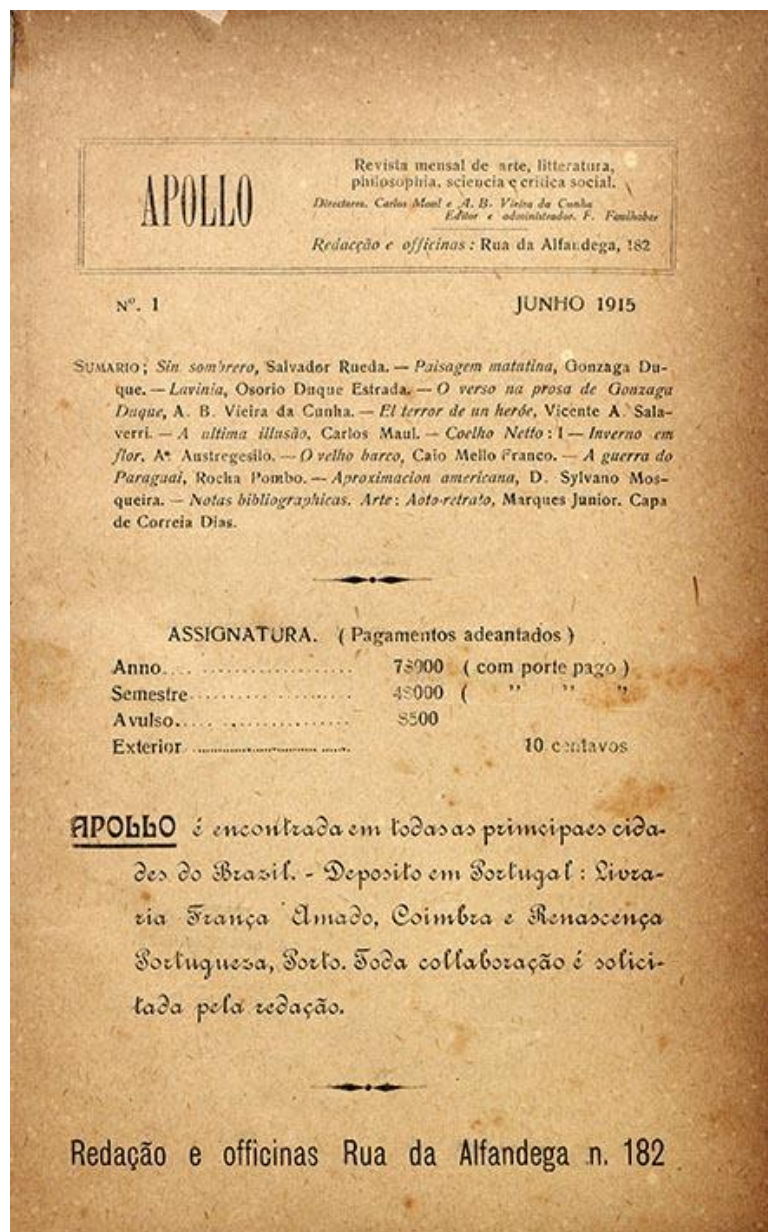 APOLLO
Revista mensal de arte, litteratura,
philosophia, sciencia e critica social.
Directores. Carlos Maul e A. B. Vieira da Cunha
Editor e administrador. F. Faulhaber
Redacção e officinas : Rua da Alfandega, 182
Nº. 1 JUNHO 1915
SUMARIO ; Sin sombrero, Salvador Rueda. — Paisagem matutina, Gonzaga Du-
que. — Lavinia, Osorio Duque Estrada. — O verso na prosa de Gonzaga
Duque, A. B. Vieira da Cunha. — El terror de un heróe, Vicente A. Sala-
verri. — A ultima illusão, Carlos Maul. — Coelho Netto : I — Inverno em
flor, Aº Austregesilo. — O velho barco, Caio Mello Franco. — A guerra do
Paraguai, Rocha Pombo. — Aproximacion americana, D. Sylvano Mos-
queira. — Notas bibliographicas. Arte : Aoto-retrato, Marques Junior. Capa
de Correia Dias.
ASSIGNATURA. ( Pagamentos adeantados )
Anno.... ................... 7$000 ( com porte pago )
Semestre.......... ......... 4$000 ( " " "
Avulso..... ................ $500
Exterior ............................ 10 centavos
APOLLO é encontrada em todas as principaes cida-
des do Brazil. - Deposito em Portugal : Livra-
ria França Amado, Coimbra e Renascença
Portugueza, Porto. Toda collaboração é solici-
tada pela redação.
Redação e officinas Rua da Alfandega n. 182